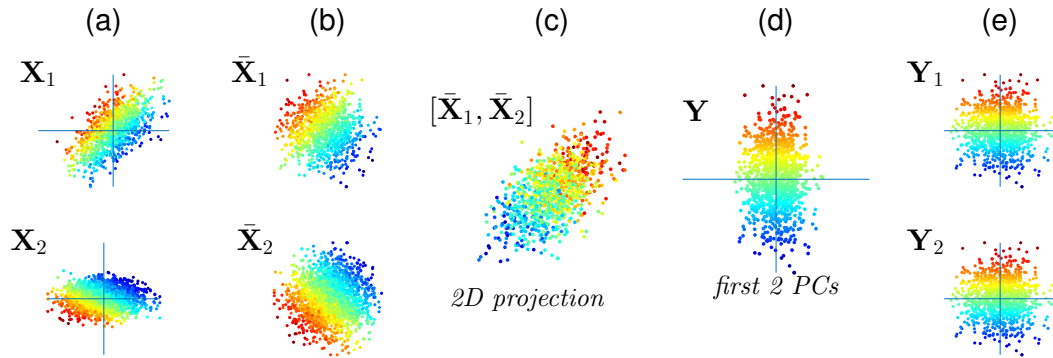 (a) (b) (c) (d) (e)
X₁ X̄₁ [X̄₁, X̄₂] Y Y₁
X₂ X̄₂ Y₂
2D projection first 2 PCs